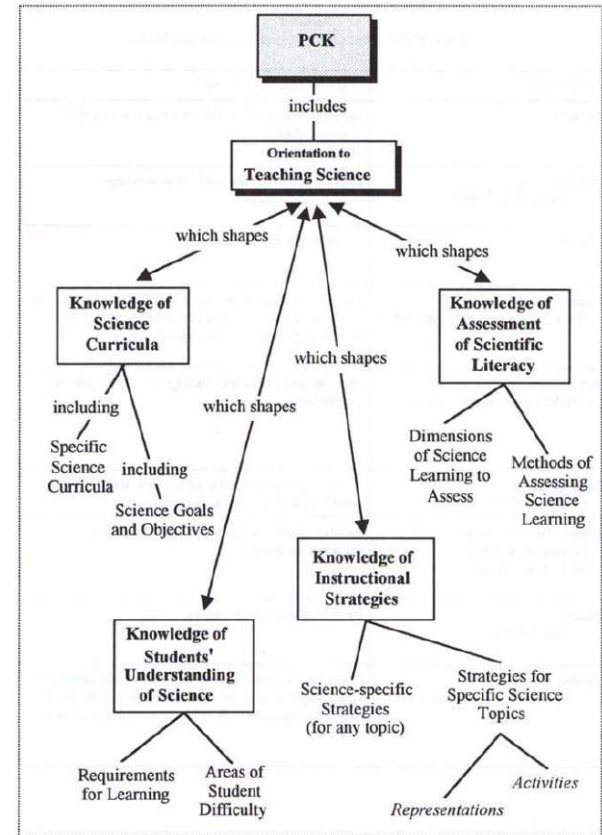 PCK
includes
Orientation to
Teaching Science
which shapes
which shapes
Knowledge of
Science
Curricula
Knowledge of
Assessment
of Scientific
Literacy
which shapes
which shapes
including
Specific
Science
Curricula
including
Science Goals
and Objectives
Dimensions
of Science
Learning to
Assess
Methods of
Assessing
Science
Learning
Knowledge of
Instructional
Strategies
Knowledge of
Students'
Understanding
of Science
Science-specific
Strategies
(for any topic)
Strategies for
Specific Science
Topics
Requirements
for Learning
Areas of
Student
Difficulty
Representations
Activities